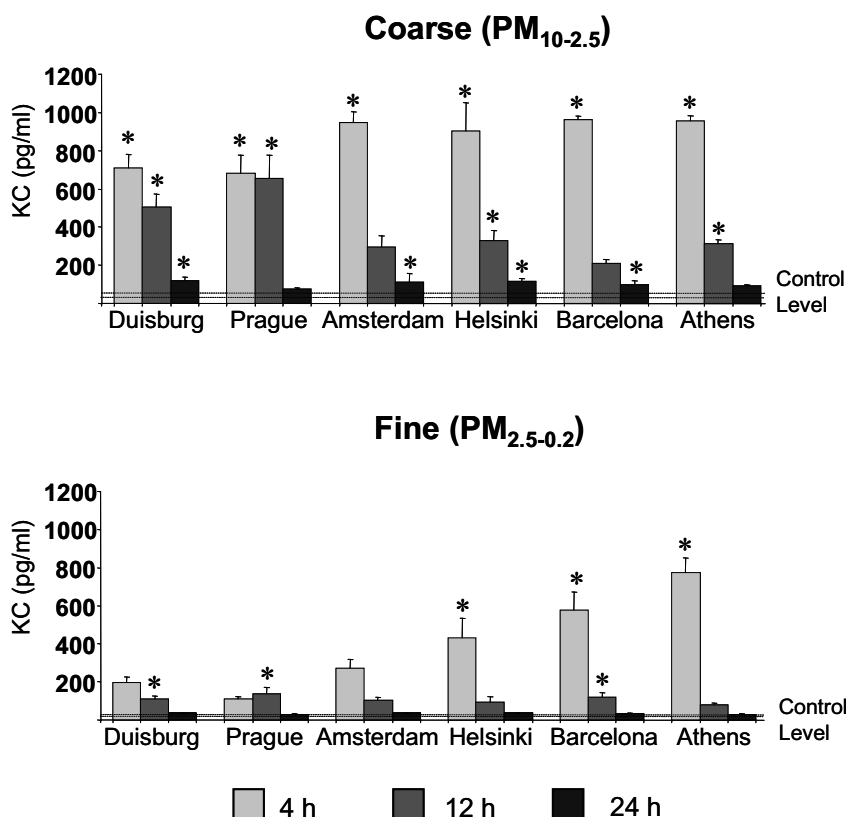 Coarse (PM10-2.5)
KC (pg/ml)
1200
1000
800
600
400
200
* * * * * * * * * * * * *
Control
Level
Duisburg Prague Amsterdam Helsinki Barcelona Athens
Fine (PM2.5-0.2)
KC (pg/ml)
1200
1000
800
600
400
200
* * * * * *
Control
Level
Duisburg Prague Amsterdam Helsinki Barcelona Athens
4 h 12 h 24 h